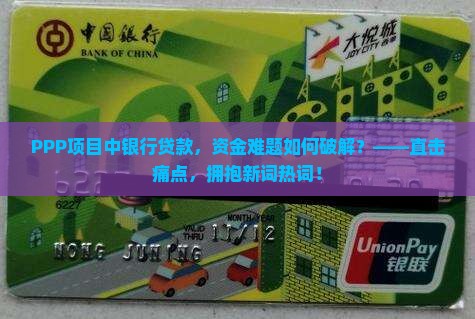 中国银行
BANK OF CHINA
大悦城
JOY CITY
PPP项目中银行贷款，资金难题如何破解？——直击
痛点，拥抱新词热词！
6227
MONTH/YEAR
VALID
THRU
11/12
UnionPay
银联